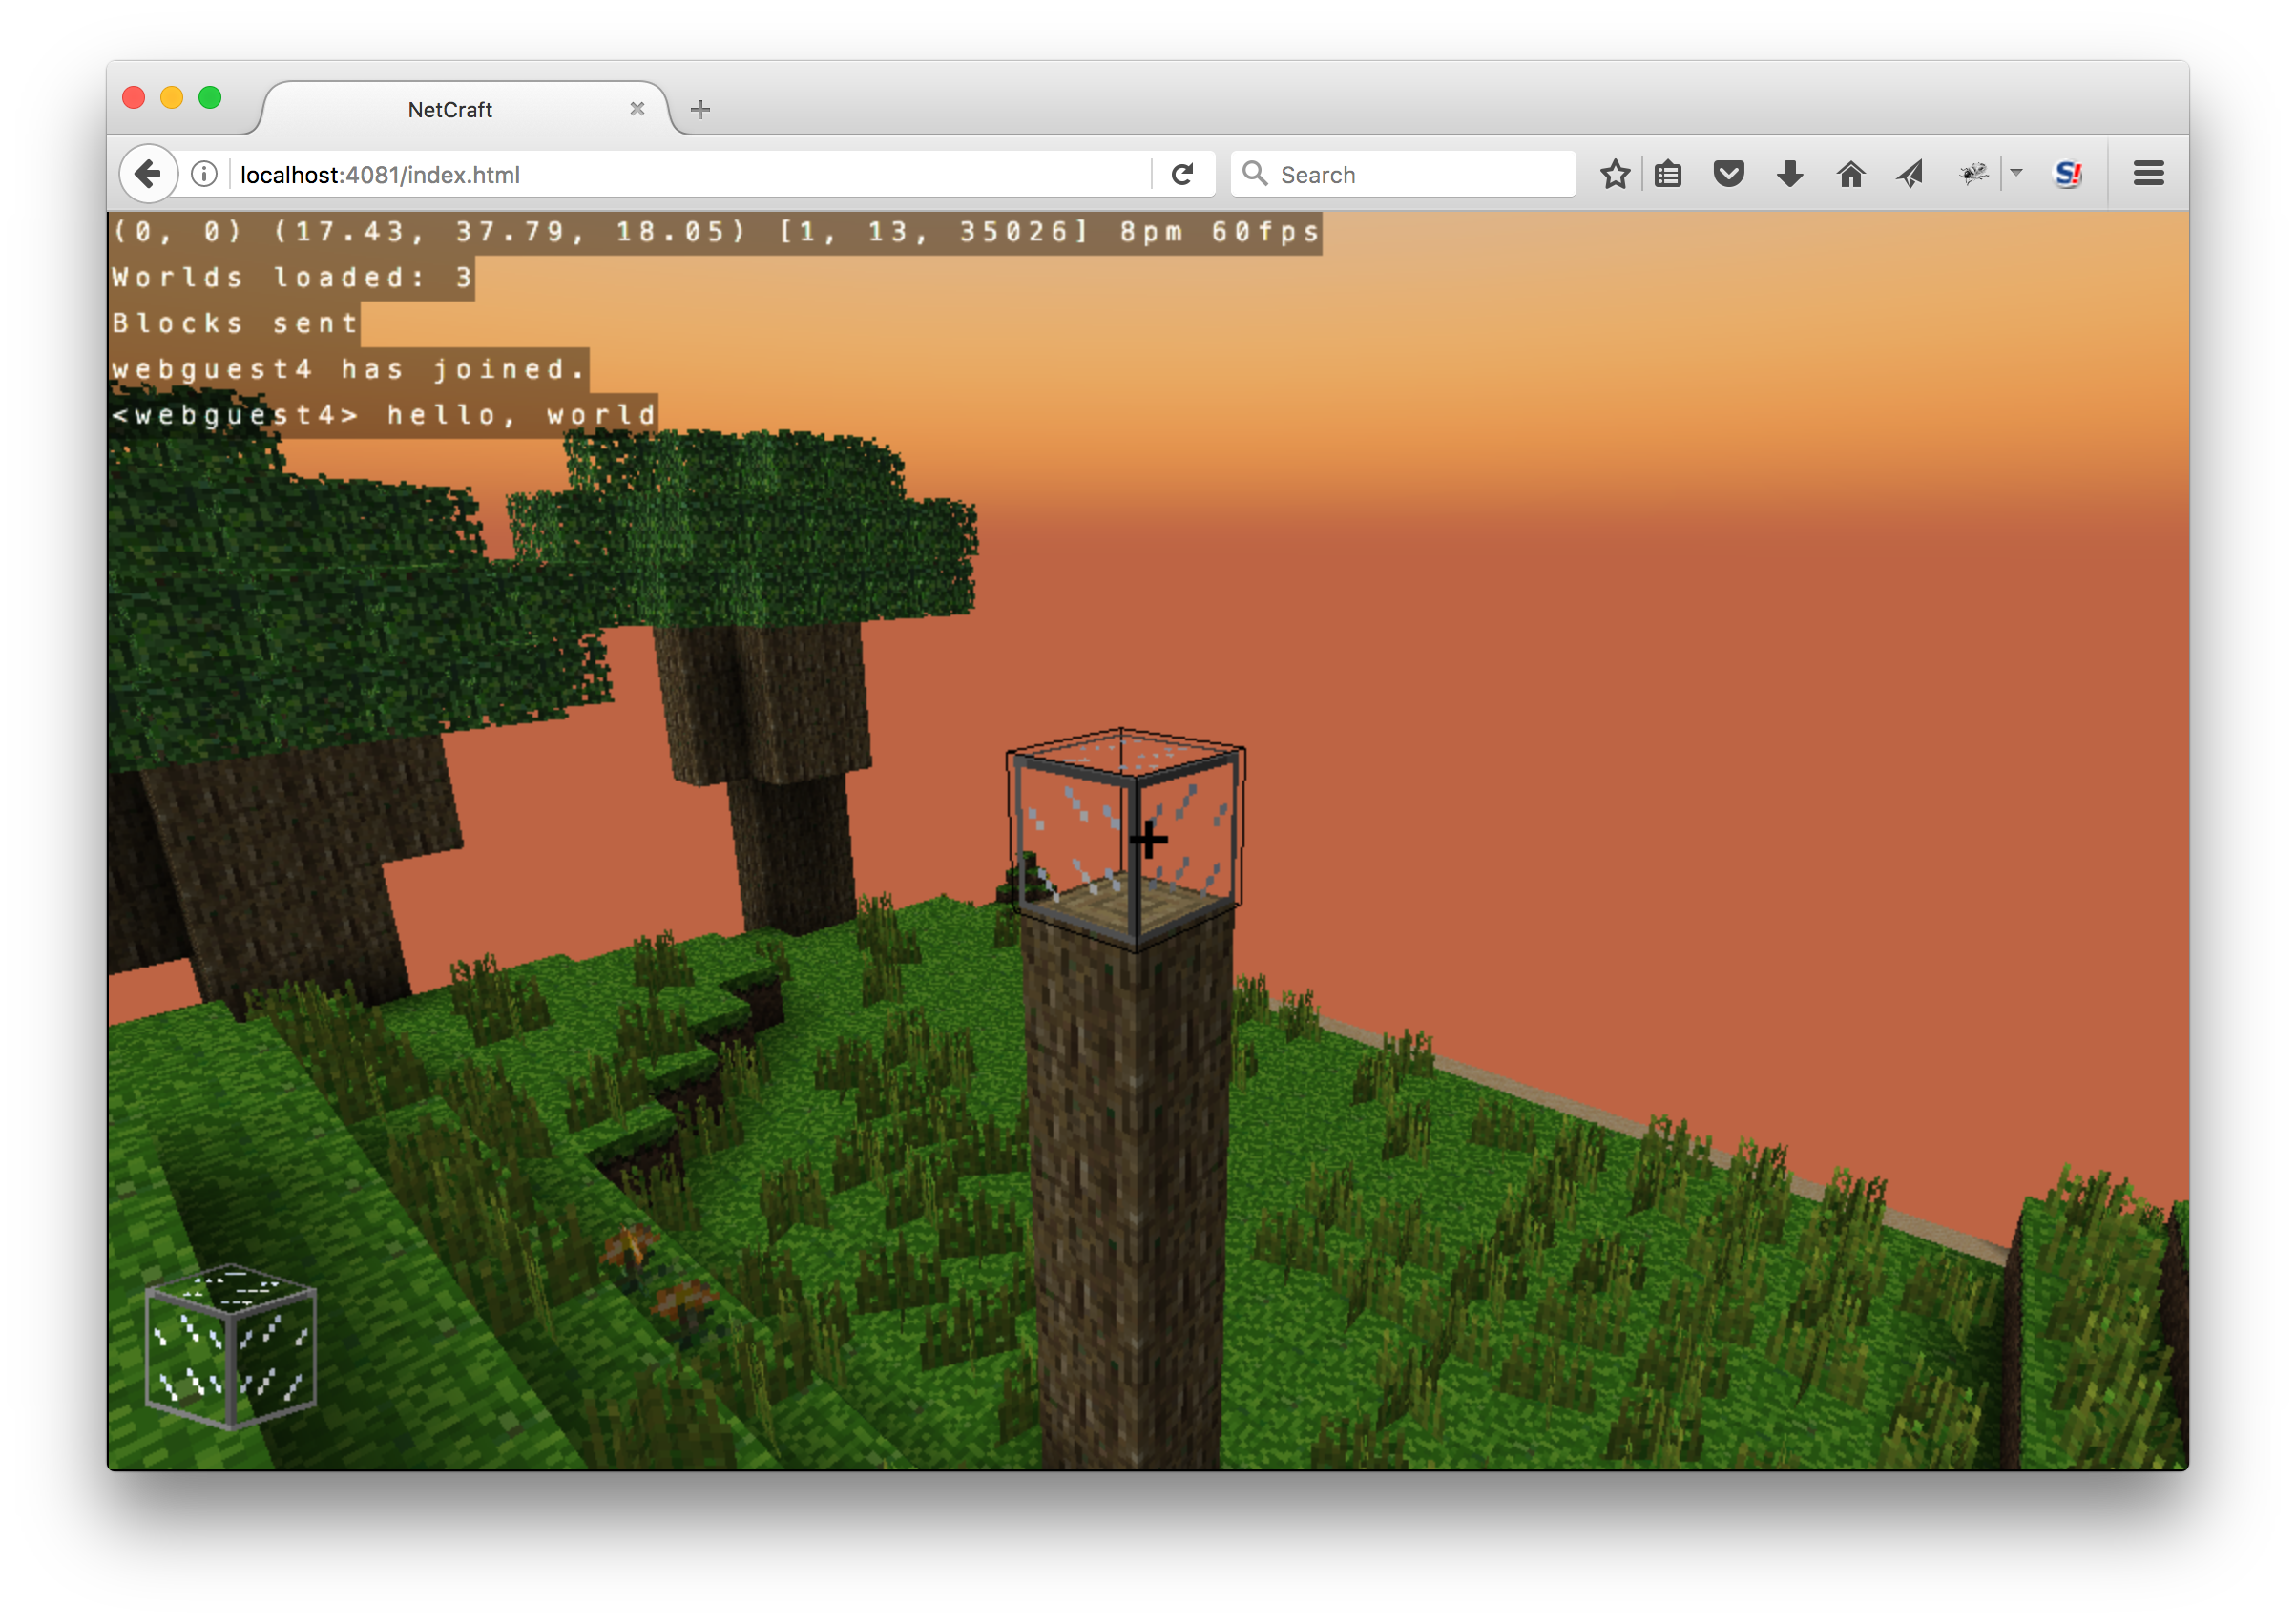 NetCraft
localhost:4081/index.html
Search
S!
(0, 0) (17.43, 37.79, 18.05) [1, 13, 35026] 8pm 60fps
Worlds loaded: 3
Blocks sent
webguest4 has joined.
<webguest4> hello, world